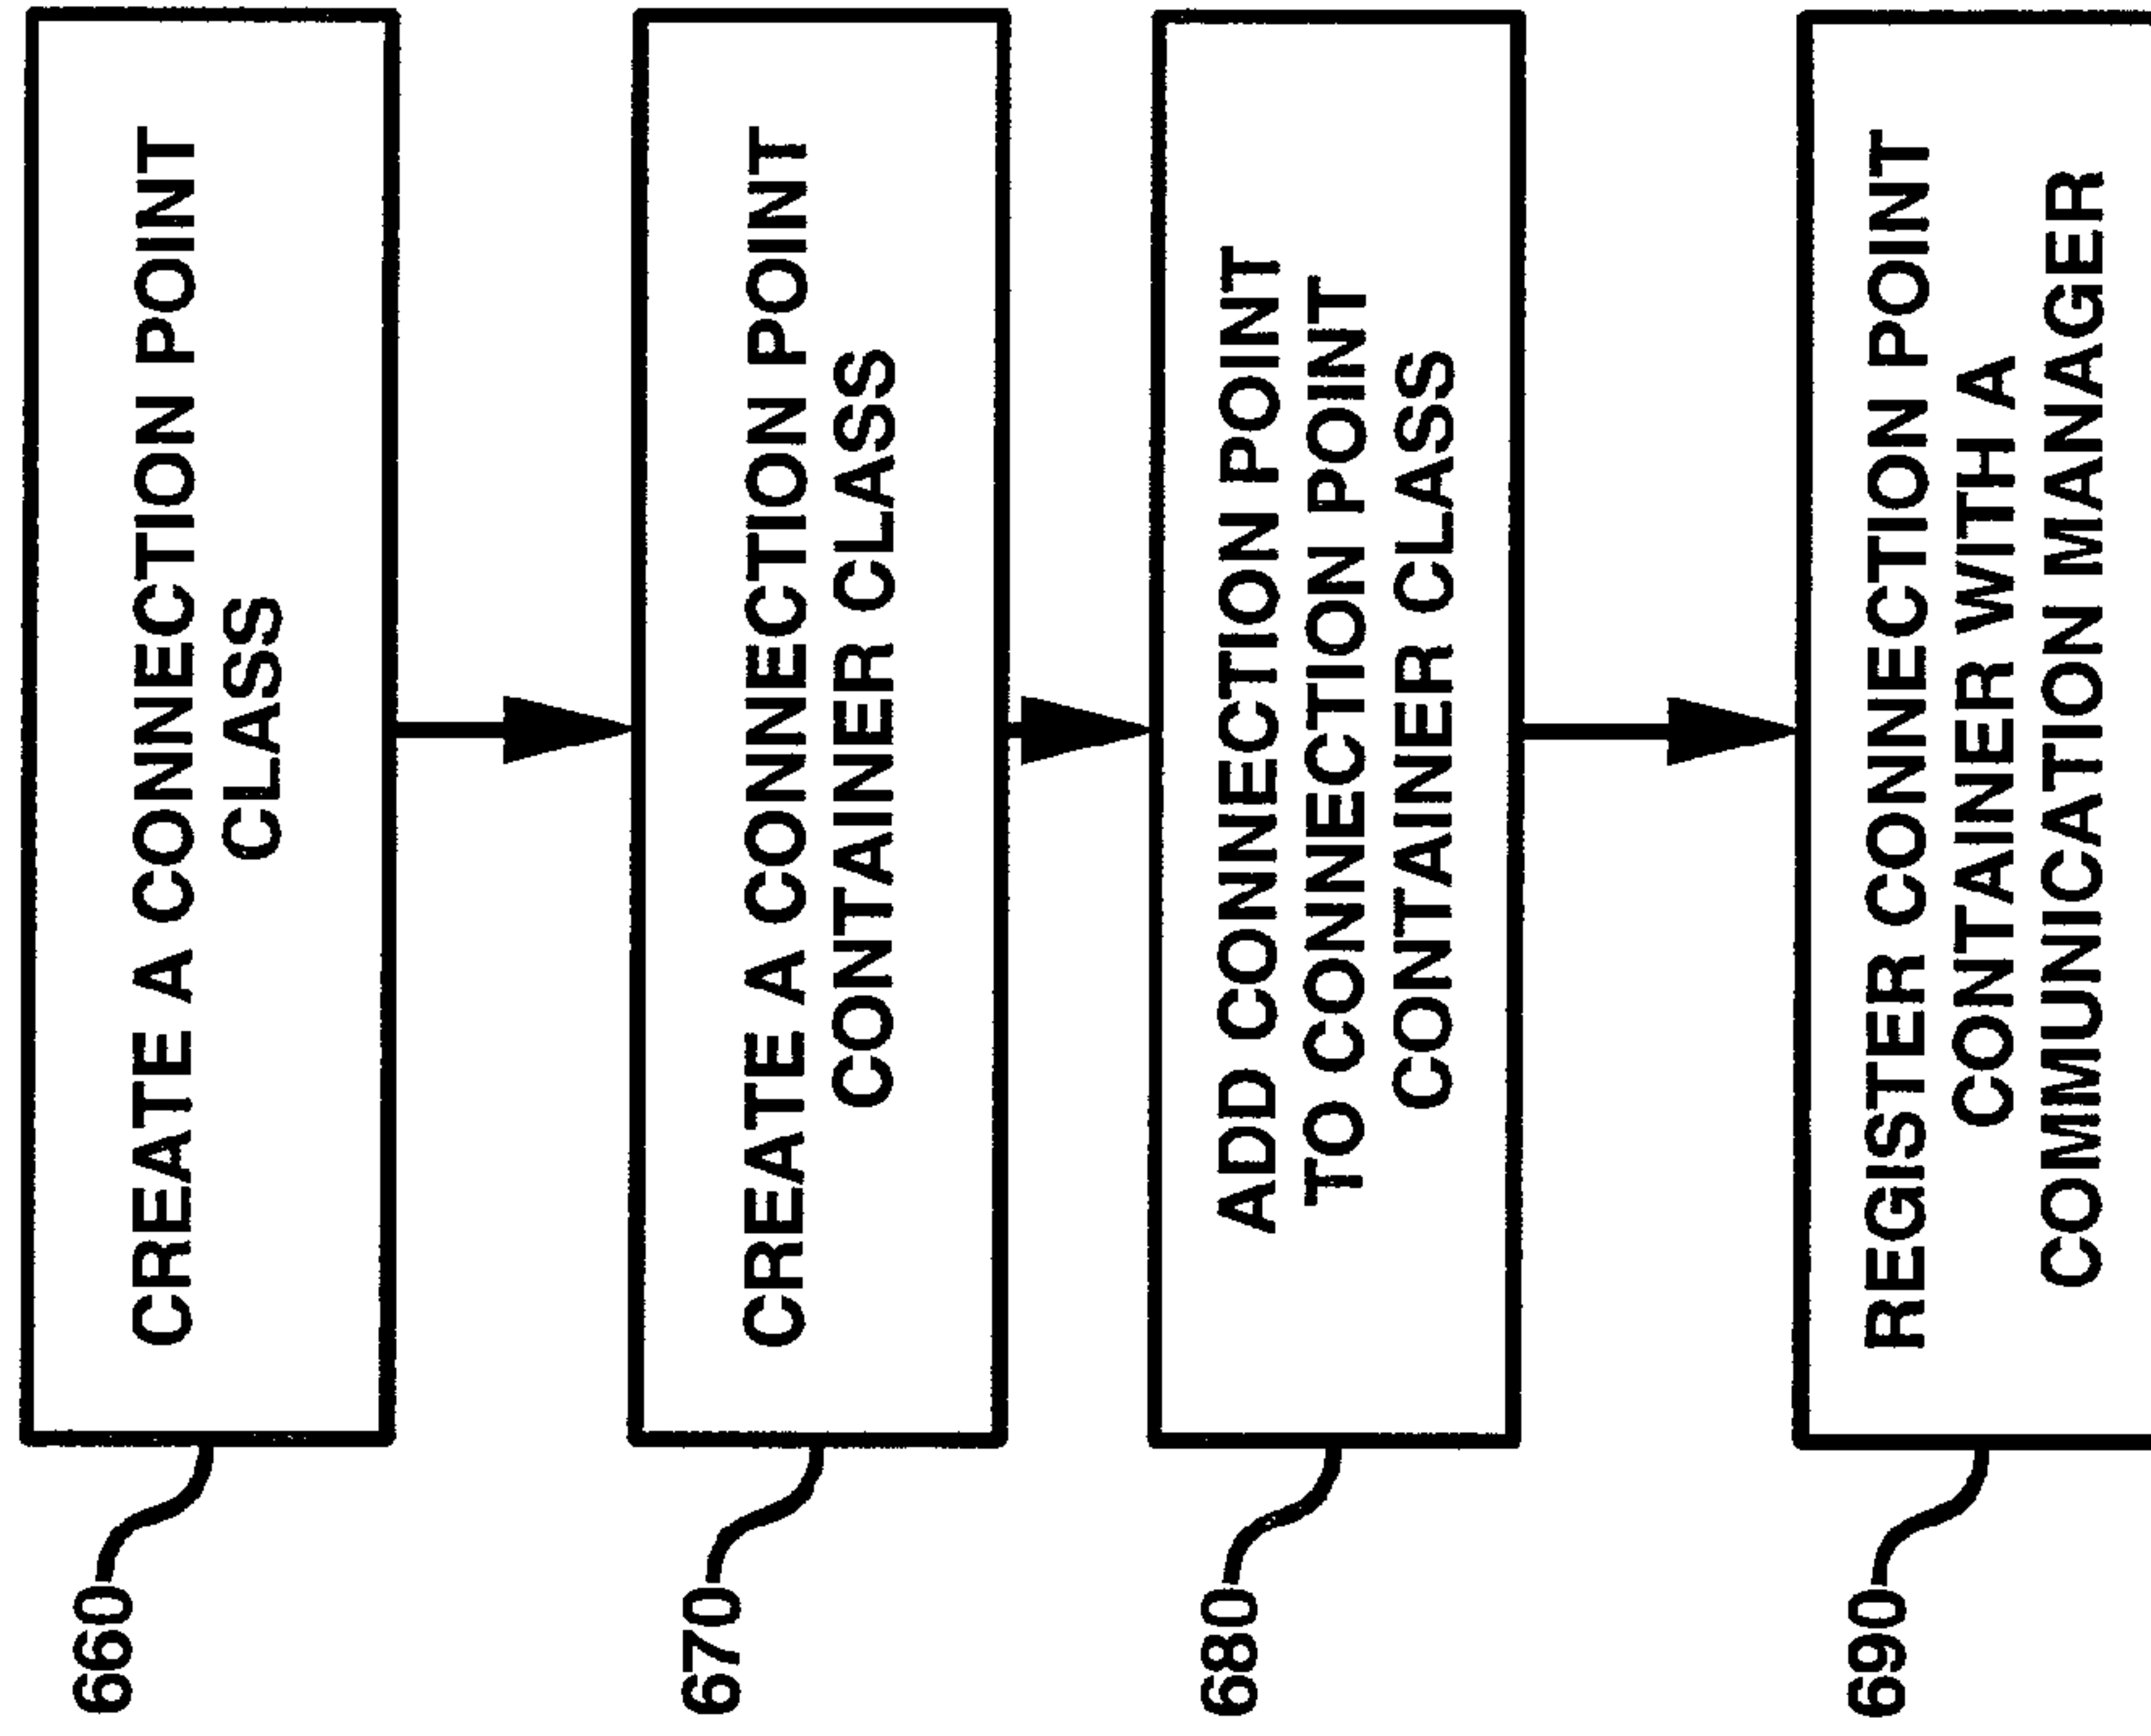 660
CREATE A CONNECTION POINT
CLASS
670
CREATE A CONNECTION POINT
CONTAINER CLASS
680
ADD CONNECTION POINT
TO CONNECTION POINT
CONTAINER CLASS
690
REGISTER CONNECTION POINT
CONTAINER WITH A
COMMUNICATION MANAGER